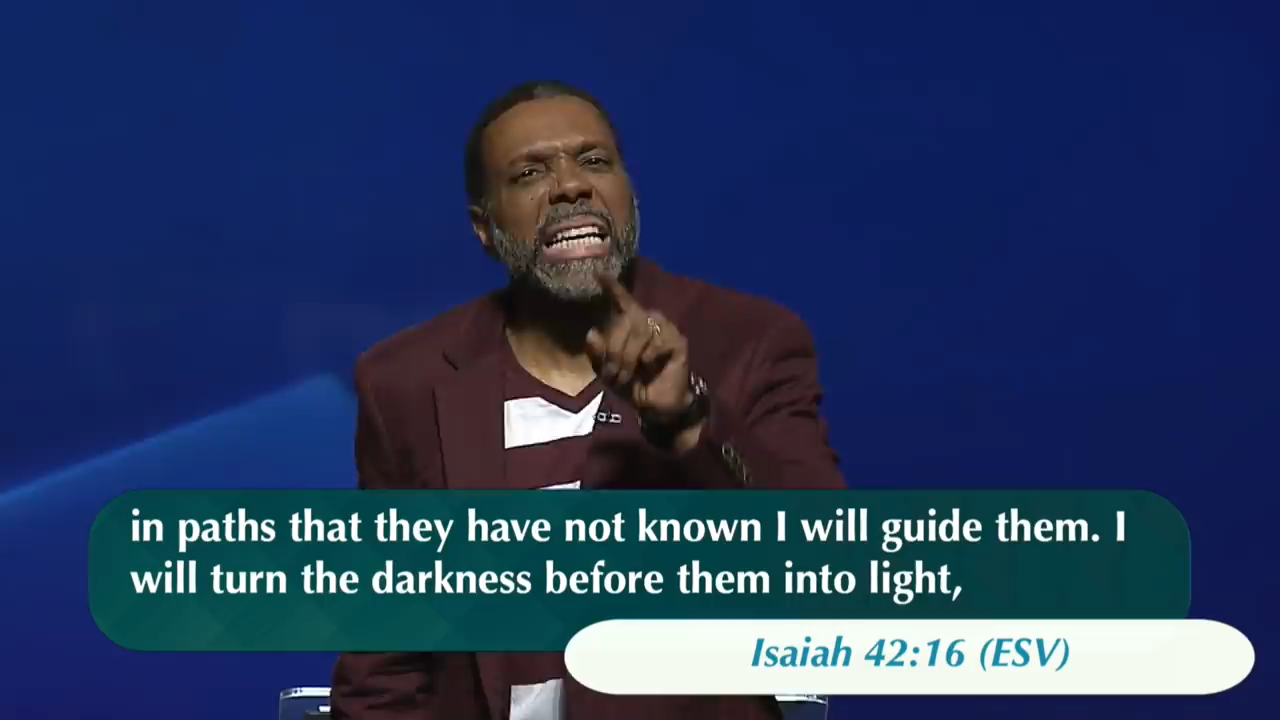 in paths that they have not known I will guide them. I
will turn the darkness before them into light,
Isaiah 42:16 (ESV)